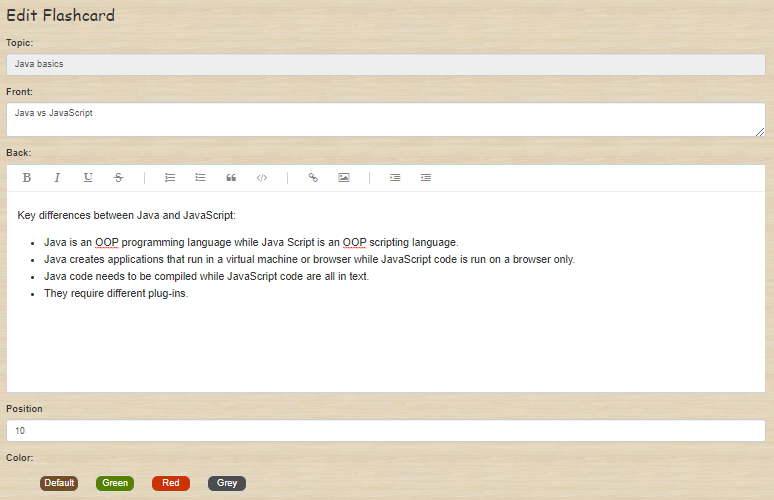 Edit Flashcard
Topic:
Java basics
Front:
Java vs JavaScript
Back:
B I U S
Key differences between Java and JavaScript:
• Java is an OOP programming language while Java Script is an OOP scripting language.
• Java creates applications that run in a virtual machine or browser while JavaScript code is run on a browser only.
• Java code needs to be compiled while JavaScript code are all in text.
• They require different plug-ins.
Position
10
Color:
Default Green Red Grey